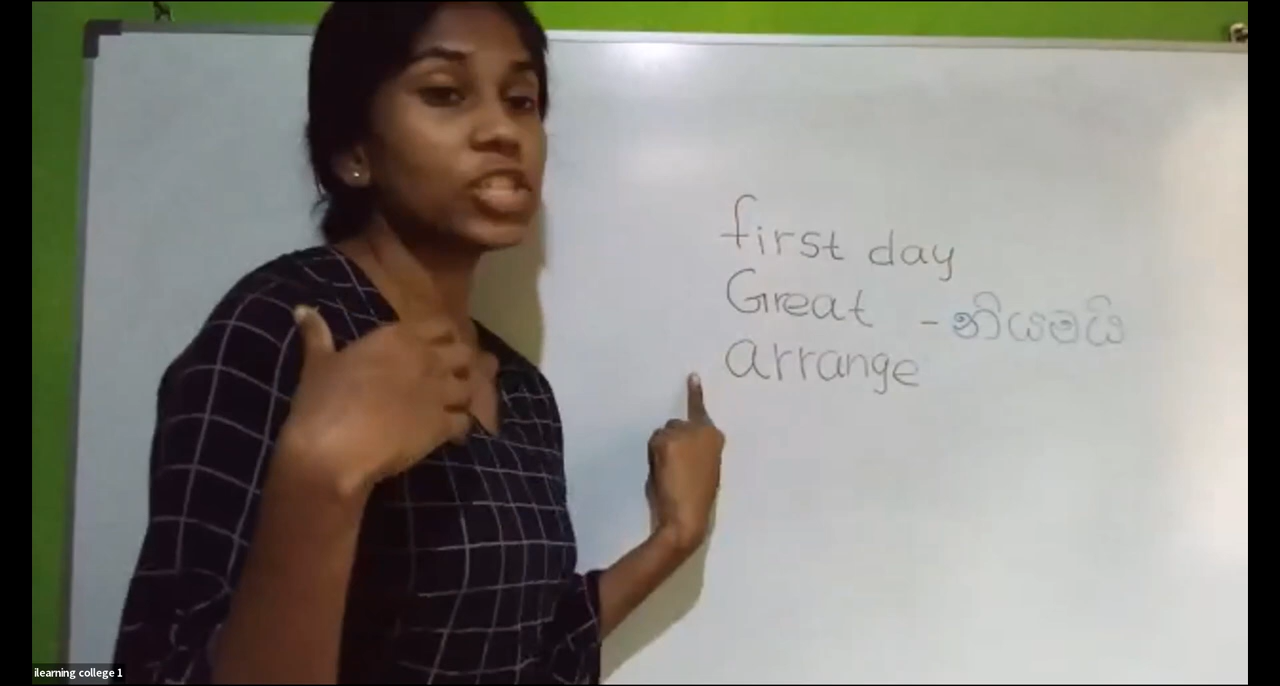 first day
Great - නියමයි
arrange
ilearning college 1